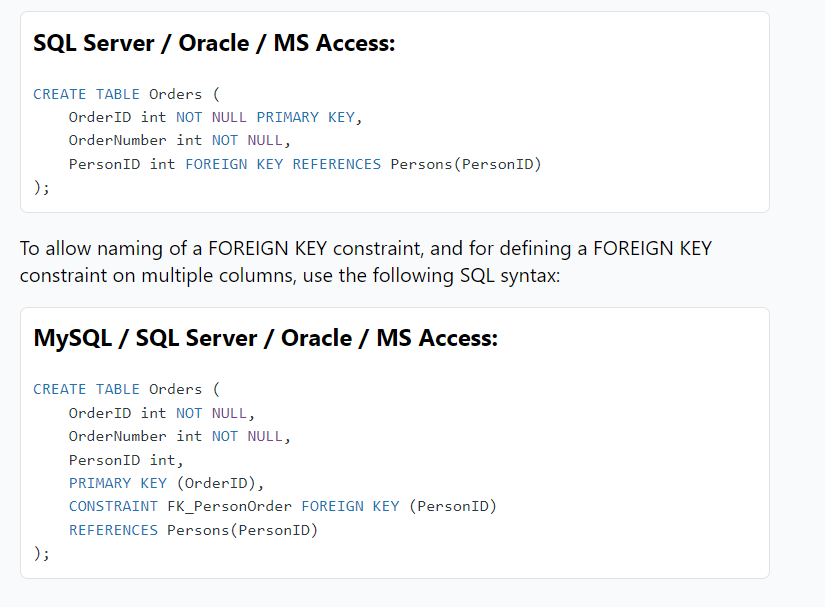 SQL Server / Oracle / MS Access:
CREATE TABLE Orders (
    OrderID int NOT NULL PRIMARY KEY,
    OrderNumber int NOT NULL,
    PersonID int FOREIGN KEY REFERENCES Persons(PersonID)
);
To allow naming of a FOREIGN KEY constraint, and for defining a FOREIGN KEY
constraint on multiple columns, use the following SQL syntax:
MySQL / SQL Server / Oracle / MS Access:
CREATE TABLE Orders (
    OrderID int NOT NULL,
    OrderNumber int NOT NULL,
    PersonID int,
    PRIMARY KEY (OrderID),
    CONSTRAINT FK_PersonOrder FOREIGN KEY (PersonID)
    REFERENCES Persons(PersonID)
);